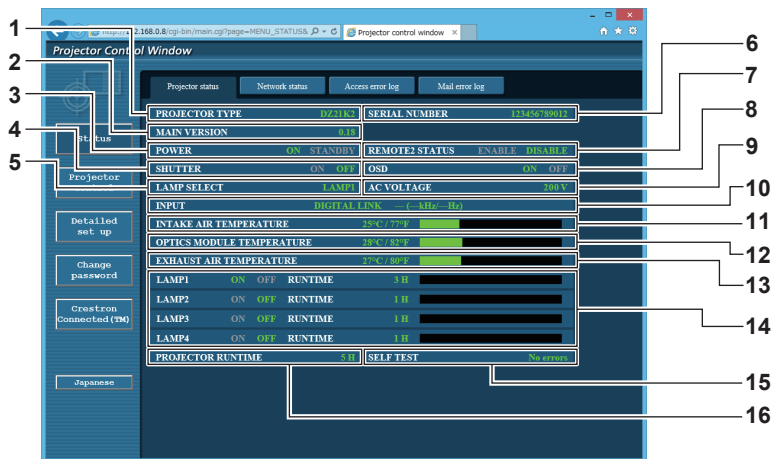 http://192.168.0.8/cgi-bin/main.cgi?page=MENU_STATUS&
Projector control window ×
Projector Control Window
Projector status Network status Access error log Mail error log
PROJECTOR TYPE DZ21K2 SERIAL NUMBER 123456789012
MAIN VERSION 0.18
POWER ON STANDBY REMOTE2 STATUS ENABLE DISABLE
SHUTTER ON OFF OSD ON OFF
LAMP SELECT LAMP1 AC VOLTAGE 200 V
INPUT DIGITAL LINK — (—kHz/—Hz)
INTAKE AIR TEMPERATURE 25°C / 77°F
OPTICS MODULE TEMPERATURE 28°C / 82°F
EXHAUST AIR TEMPERATURE 27°C / 80°F
LAMP1 ON OFF RUNTIME 3 H
LAMP2 ON OFF RUNTIME 1 H
LAMP3 ON OFF RUNTIME 1 H
LAMP4 ON OFF RUNTIME 1 H
PROJECTOR RUNTIME 5 H SELF TEST No errors
Status
Projector
Detailed
set up
Change
password
Crestron
Connected(TM)
Japanese
1
2
3
4
5
6
7
8
9
10
11
12
13
14
15
16